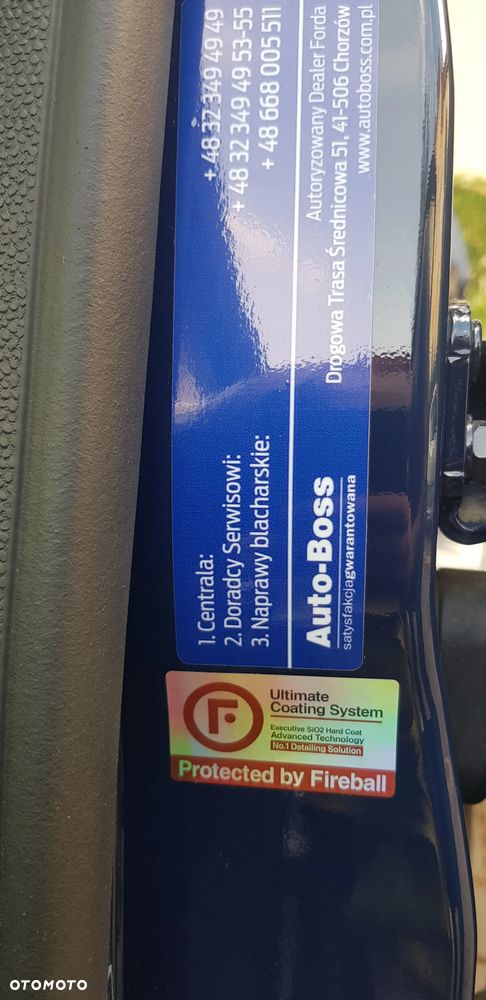 1. Centrala: + 48 32 349 49 49
2. Doradcy Serwisowi: + 48 32 349 49 53-55
3. Naprawy blacharskie: + 48 668 005 511
Auto-Boss
satysfakcjagwarantowana
Autoryzowany Dealer Forda
Drogowa Trasa Średnicowa 51, 41-506 Chorzów
www.autoboss.com.pl
F
Ultimate
Coating System
Executive SiO2 Hard Coat
Advanced Technology
No.1 Detailing Solution
Protected by Fireball
OTOMOTO